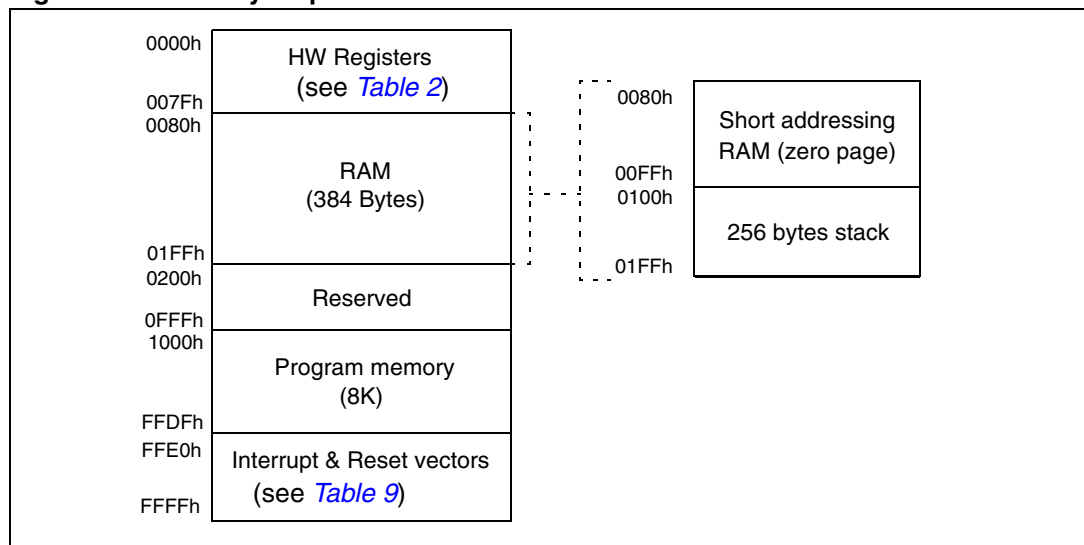 0000h
HW Registers
(see Table 2)
007Fh
0080h
RAM
(384 Bytes)
01FFh
0200h
Reserved
0FFFh
1000h
Program memory
(8K)
FFDFh
FFE0h
Interrupt & Reset vectors
(see Table 9)
FFFFh
0080h
Short addressing
RAM (zero page)
00FFh
0100h
256 bytes stack
01FFh